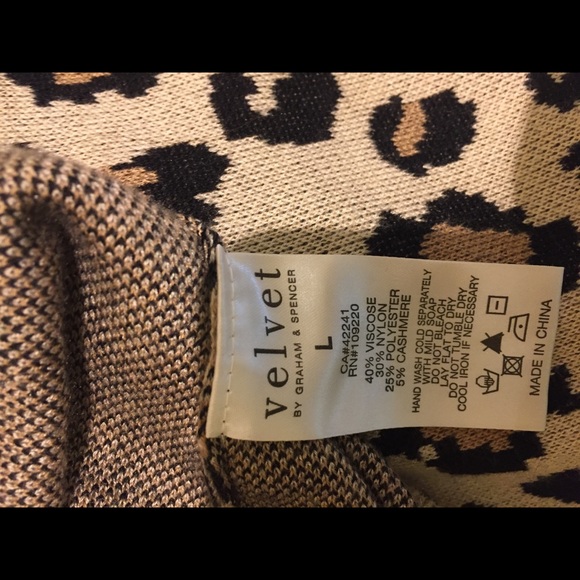 velvet
BY GRAHAM & SPENCER
L
CA#42241
RN#109220
40% VISCOSE
30% NYLON
25% POLYESTER
5% CASHMERE
HAND WASH COLD SEPARATELY
WITH MILD SOAP
DO NOT BLEACH
LAY FLAT TO DRY
DO NOT TUMBLE DRY
COOL IRON IF NECESSARY
MADE IN CHINA